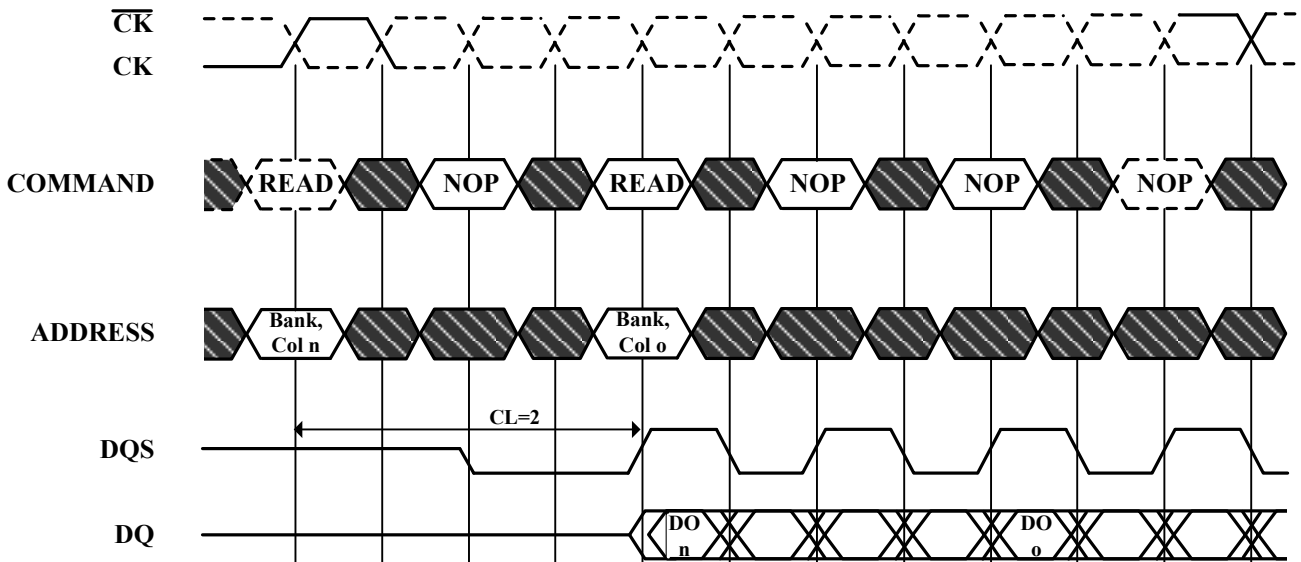 CK
CK
COMMAND READ NOP READ NOP NOP NOP
ADDRESS Bank, Col n Bank, Col o
CL=2
DQS
DQ DO n DO o